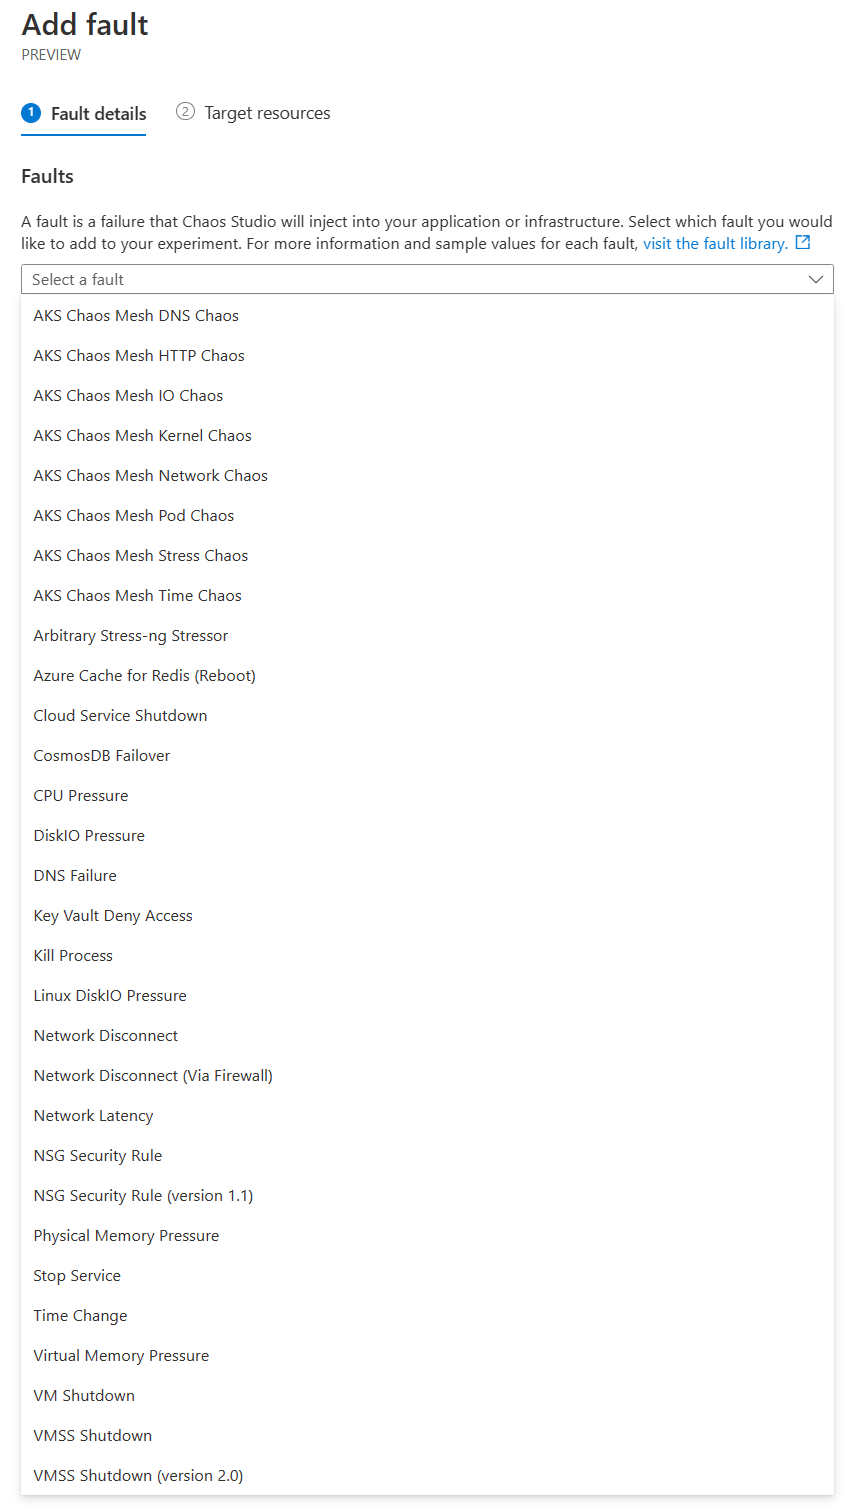 Add fault
PREVIEW
1 Fault details
2 Target resources
Faults
A fault is a failure that Chaos Studio will inject into your application or infrastructure. Select which fault you would
like to add to your experiment. For more information and sample values for each fault, visit the fault library.
Select a fault
AKS Chaos Mesh DNS Chaos
AKS Chaos Mesh HTTP Chaos
AKS Chaos Mesh IO Chaos
AKS Chaos Mesh Kernel Chaos
AKS Chaos Mesh Network Chaos
AKS Chaos Mesh Pod Chaos
AKS Chaos Mesh Stress Chaos
AKS Chaos Mesh Time Chaos
Arbitrary Stress-ng Stressor
Azure Cache for Redis (Reboot)
Cloud Service Shutdown
CosmosDB Failover
CPU Pressure
DiskIO Pressure
DNS Failure
Key Vault Deny Access
Kill Process
Linux DiskIO Pressure
Network Disconnect
Network Disconnect (Via Firewall)
Network Latency
NSG Security Rule
NSG Security Rule (version 1.1)
Physical Memory Pressure
Stop Service
Time Change
Virtual Memory Pressure
VM Shutdown
VMSS Shutdown
VMSS Shutdown (version 2.0)